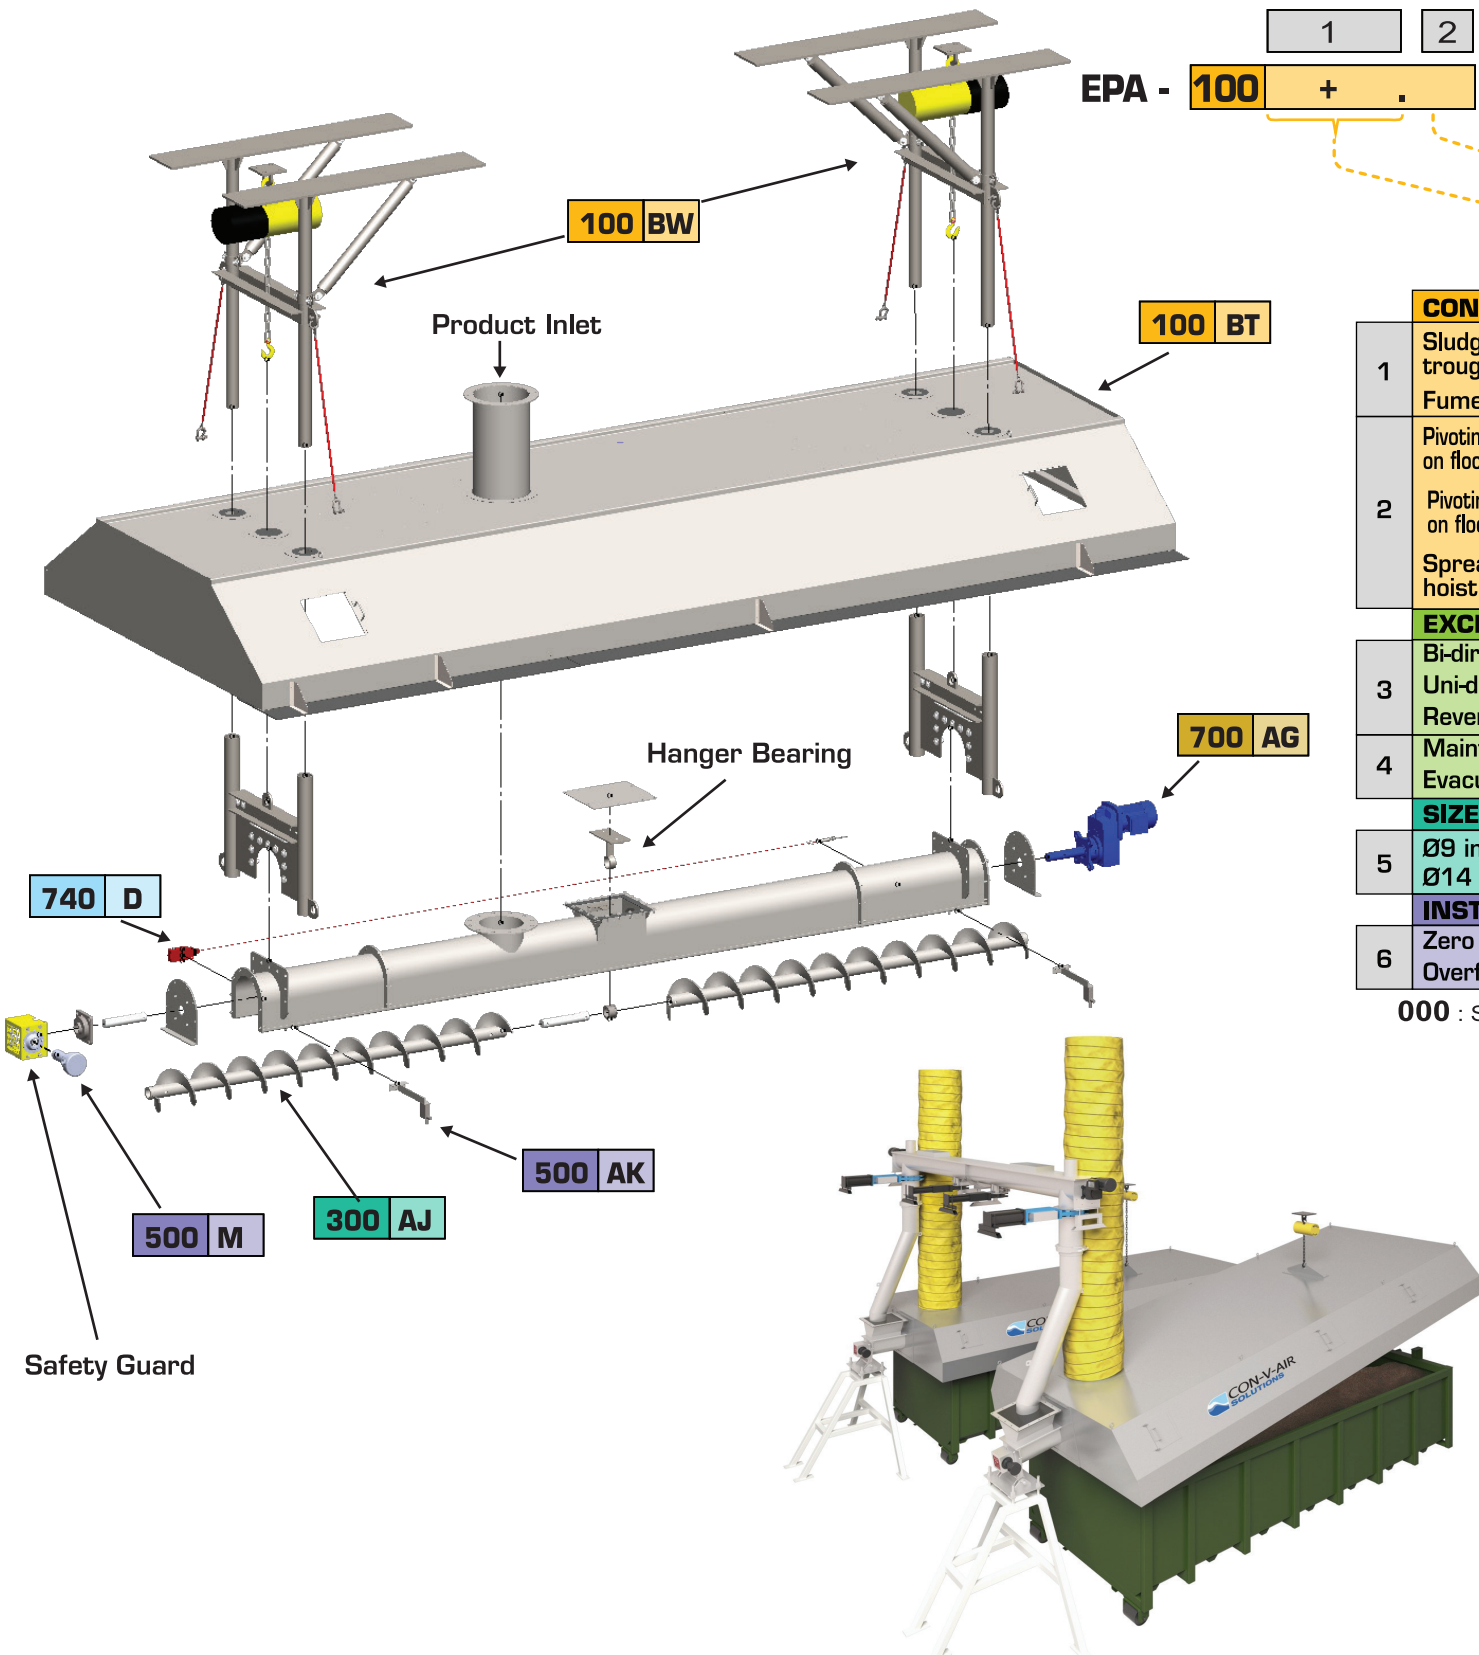 1 2
EPA - 100 + .
100 BW
Product Inlet
100 BT
CON
1
Sludg
troug
Fume
2
Pivotin
on floo
Pivotin
on floo
Sprea
hoist
EXC
3
Bi-dir
Uni-d
Rever
4
Main
Evacu
SIZE
5
Ø9 in
Ø14
INST
6
Zero
Overf
000 : S
Hanger Bearing
700 AG
740 D
500 AK
300 AJ
500 M
Safety Guard
CON-V-AIR
SOLUTIONS